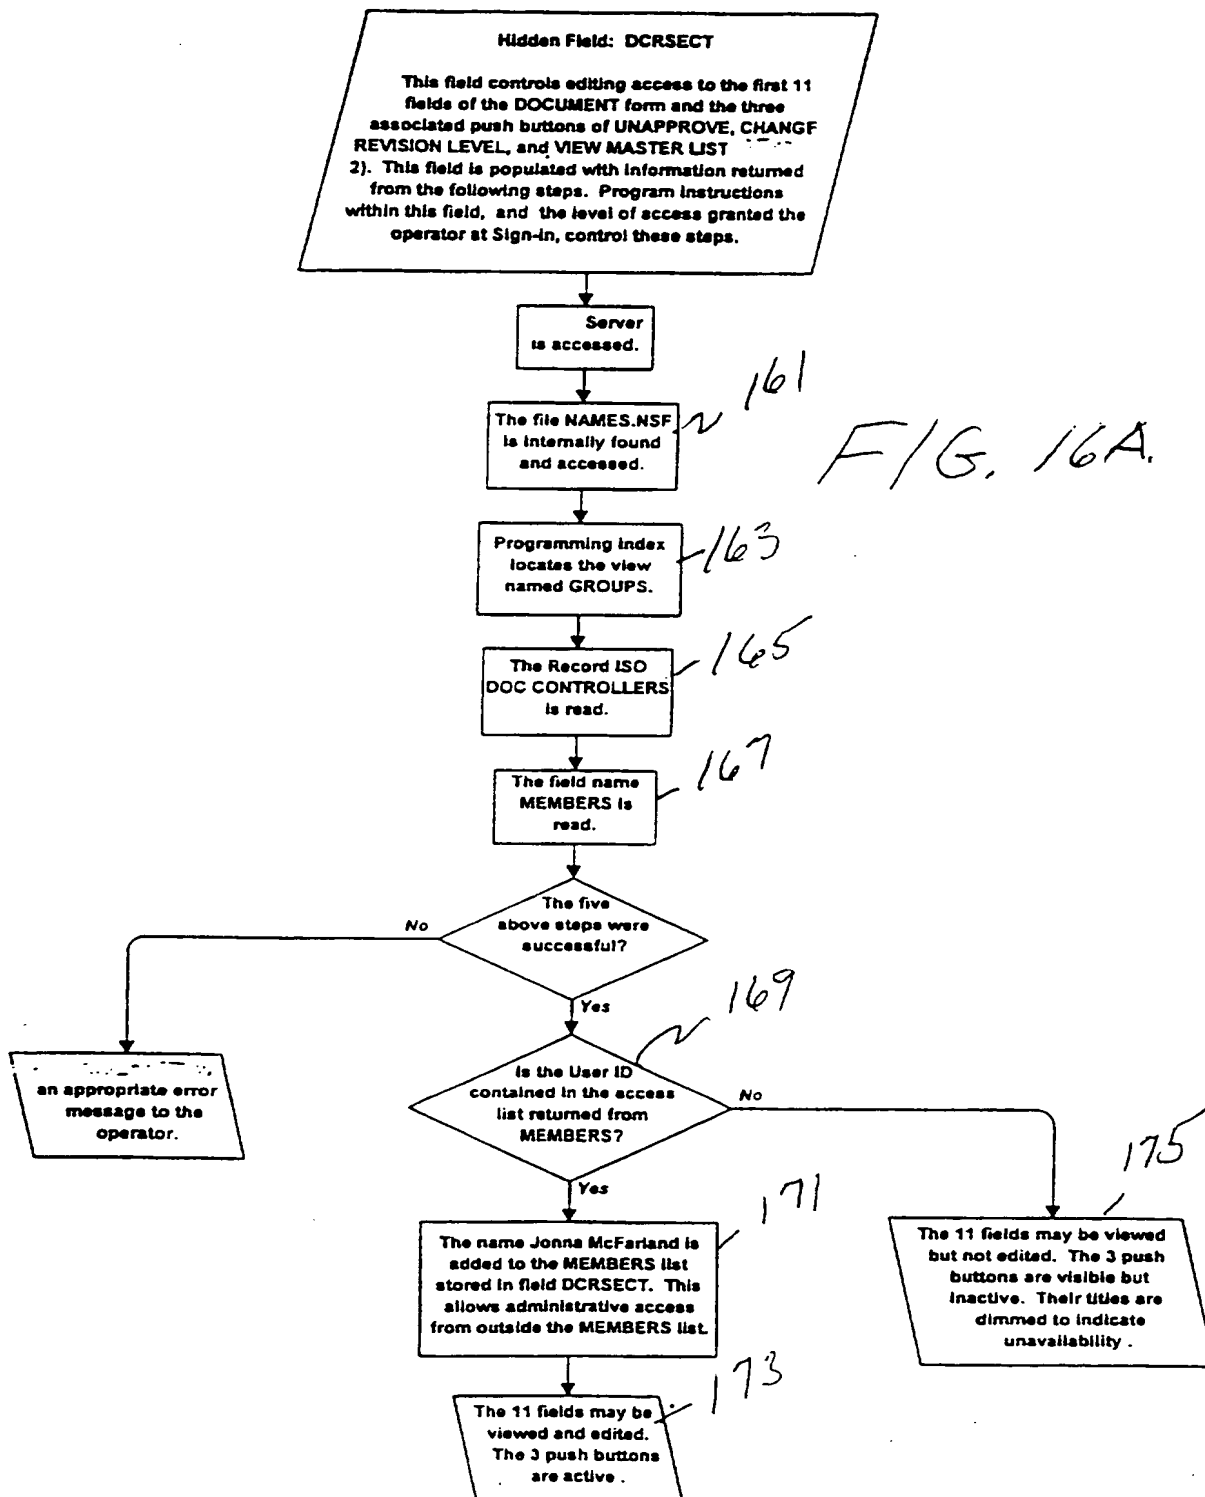 Hidden Field: DCRSECT
This field controls editing access to the first 11
fields of the DOCUMENT form and the three
associated push buttons of UNAPPROVE, CHANGF
REVISION LEVEL, and VIEW MASTER LIST
2). This field is populated with information returned
from the following steps. Program instructions
within this field, and the level of access granted the
operator at Sign-in, control these steps.
Server
is accessed.
161
The file NAMES.NSF
is internally found
and accessed.
FIG. 16A.
Programming index
locates the view
named GROUPS.
163
The Record ISO
DOC CONTROLLERS
is read.
165
The field name
MEMBERS is
read.
167
The five
above steps were
successful?
No
Yes
169
an appropriate error
message to the
operator.
Is the User ID
contained in the access
list returned from
MEMBERS?
No
Yes
171
175
The name Jonna McFarland is
added to the MEMBERS list
stored in field DCRSECT. This
allows administrative access
from outside the MEMBERS list.
The 11 fields may be viewed
but not edited. The 3 push
buttons are visible but
inactive. Their titles are
dimmed to indicate
unavailability .
173
The 11 fields may be
viewed and edited.
The 3 push buttons
are active .